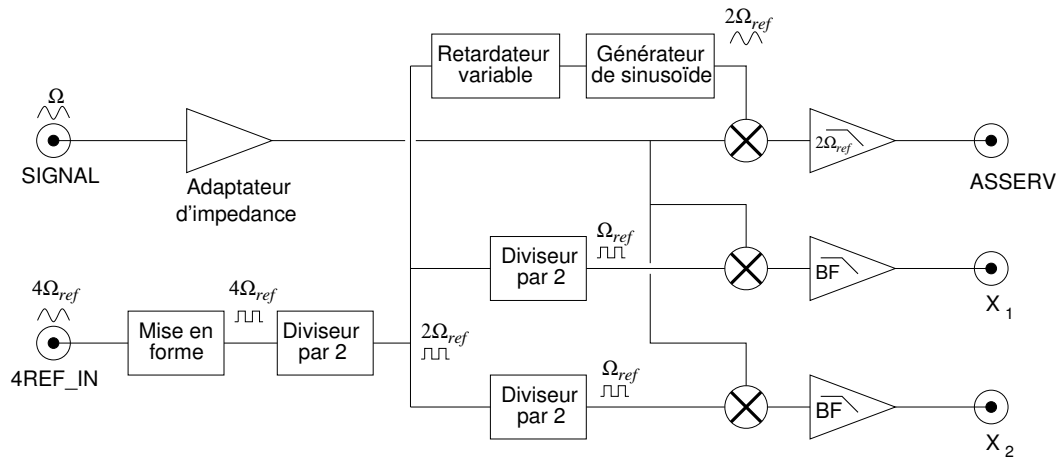 2Ω_ref
Retardateur
variable
Générateur
de sinusoïde
Ω
SIGNAL
Adaptateur
d'impedance
2Ω_ref
ASSERV
Diviseur
par 2
Ω_ref
BF
X_1
4Ω_ref
4REF_IN
Mise en
forme
4Ω_ref
Diviseur
par 2
2Ω_ref
Diviseur
par 2
Ω_ref
BF
X_2